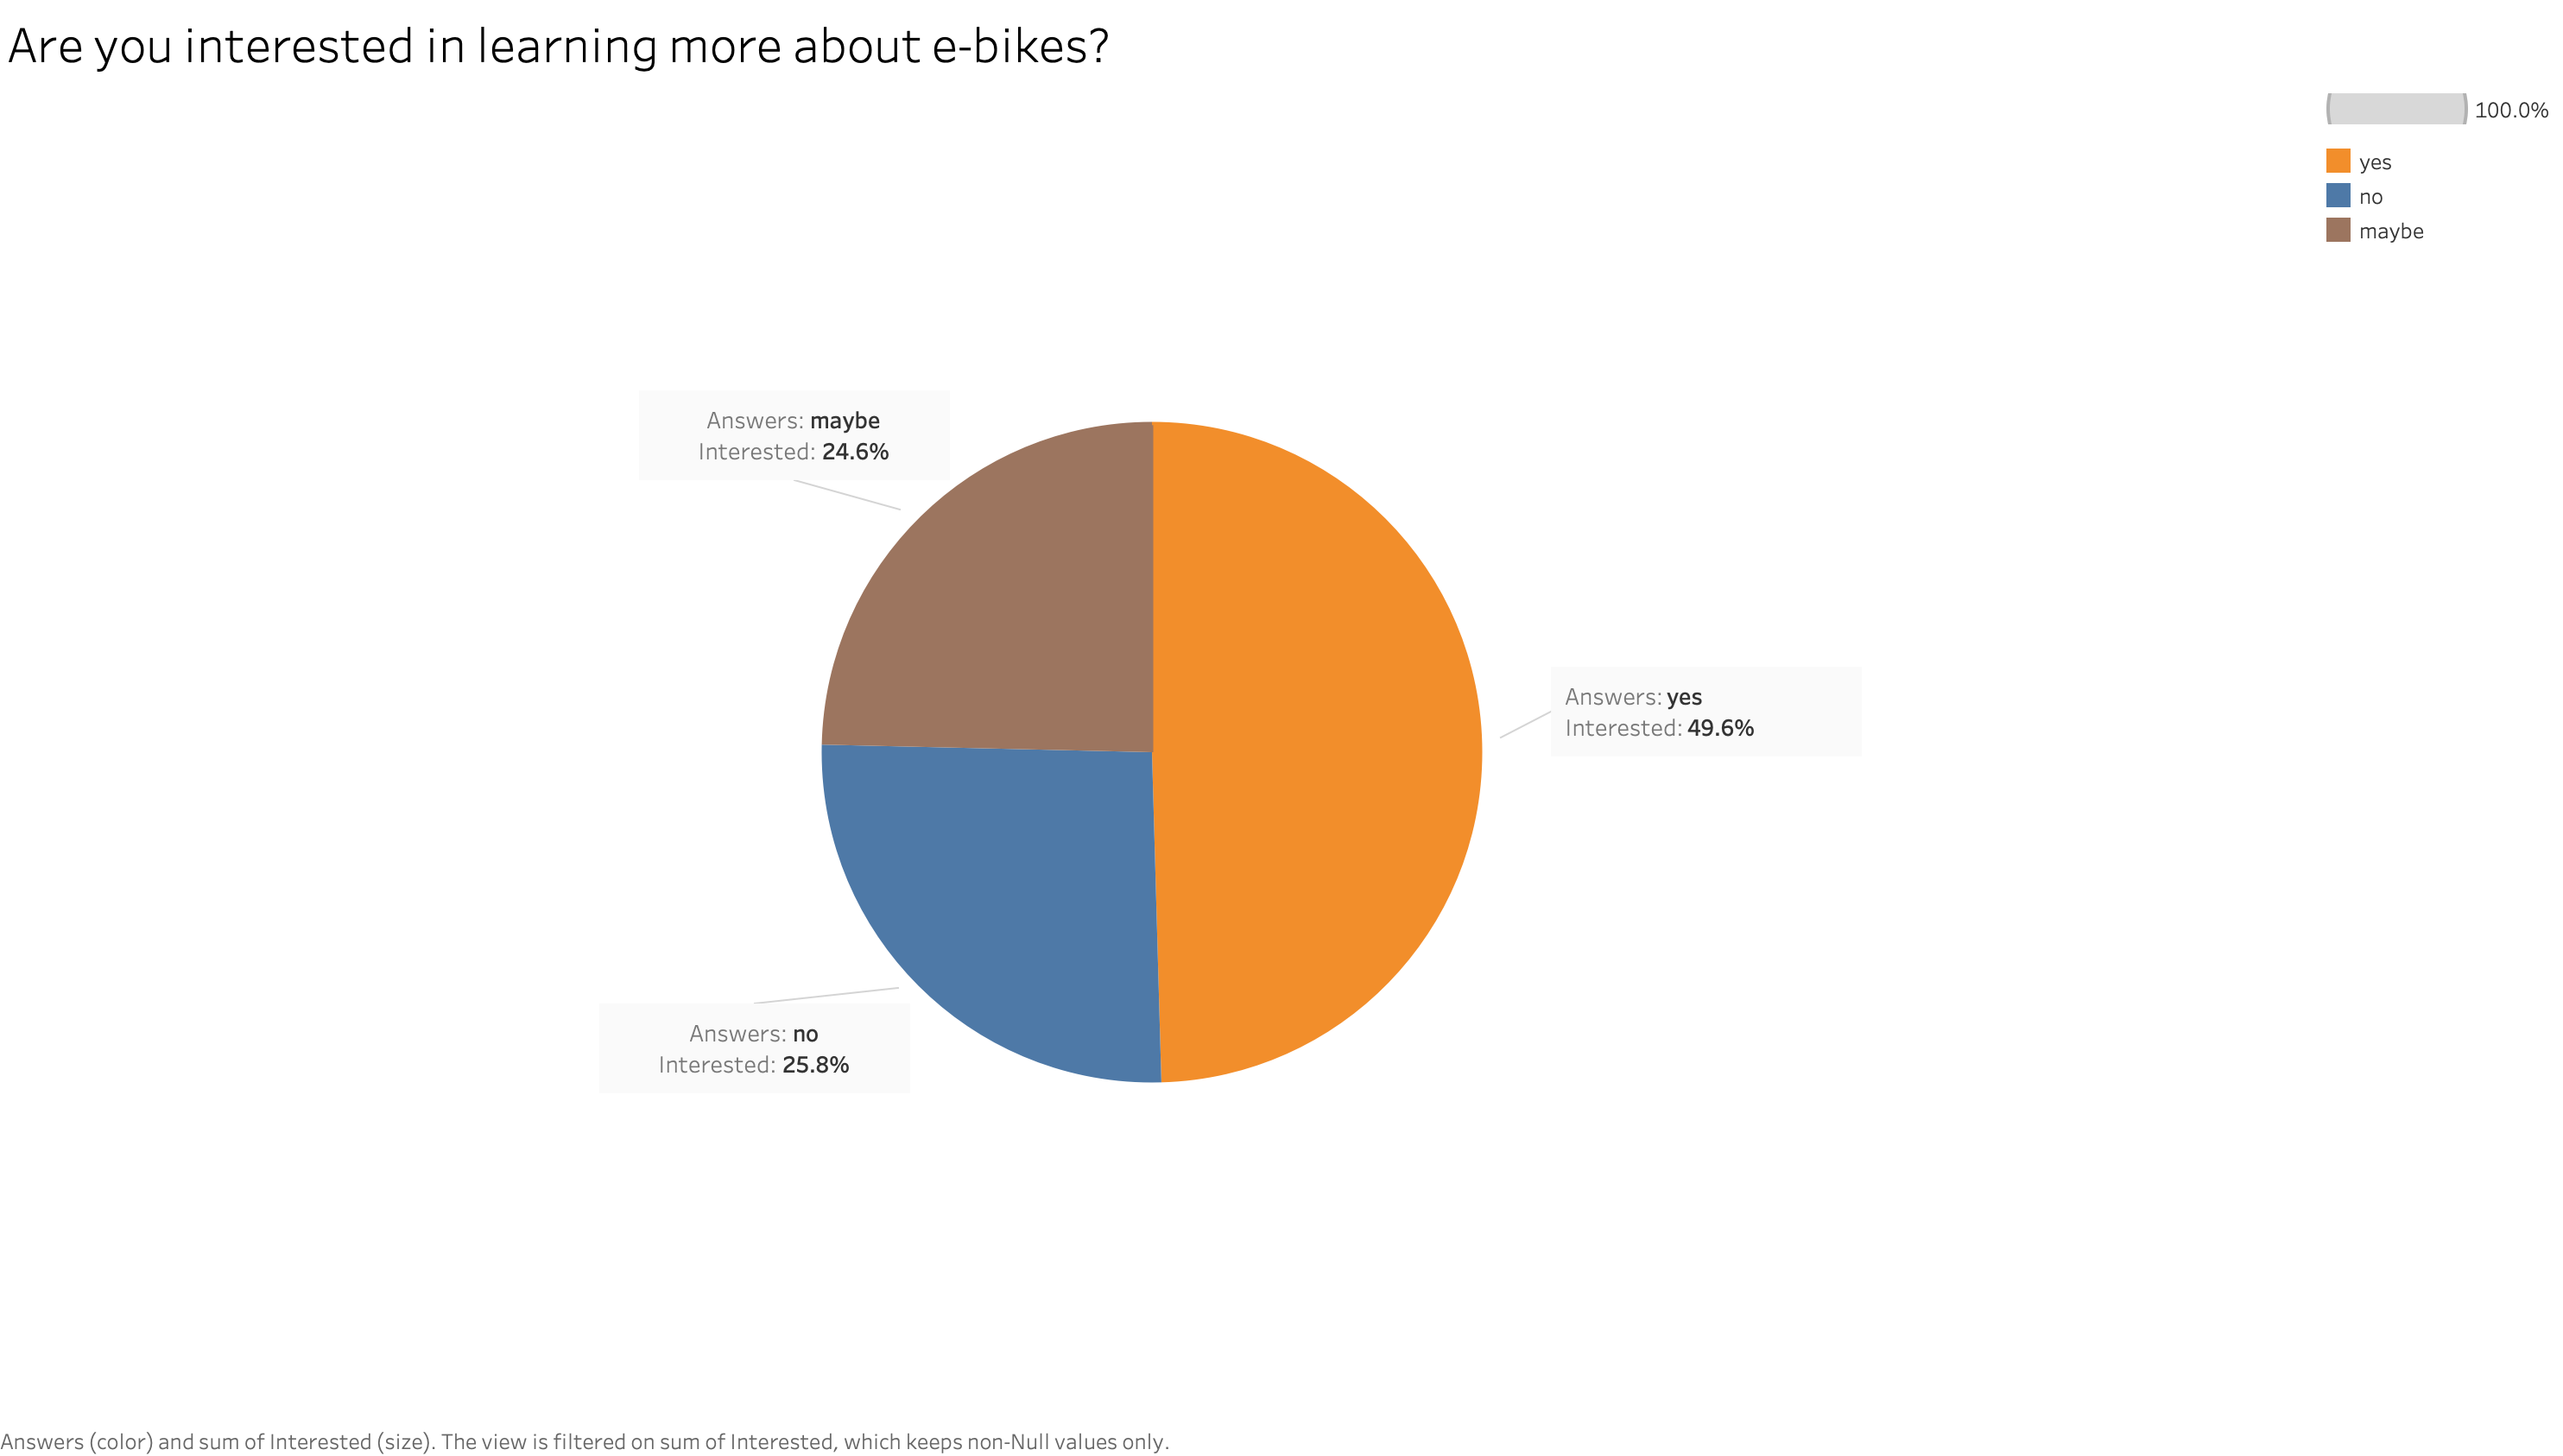 Are you interested in learning more about e-bikes?
100.0%
yes
no
maybe
Answers: maybe
Interested: 24.6%
Answers: yes
Interested: 49.6%
Answers: no
Interested: 25.8%
Answers (color) and sum of Interested (size). The view is filtered on sum of Interested, which keeps non-Null values only.